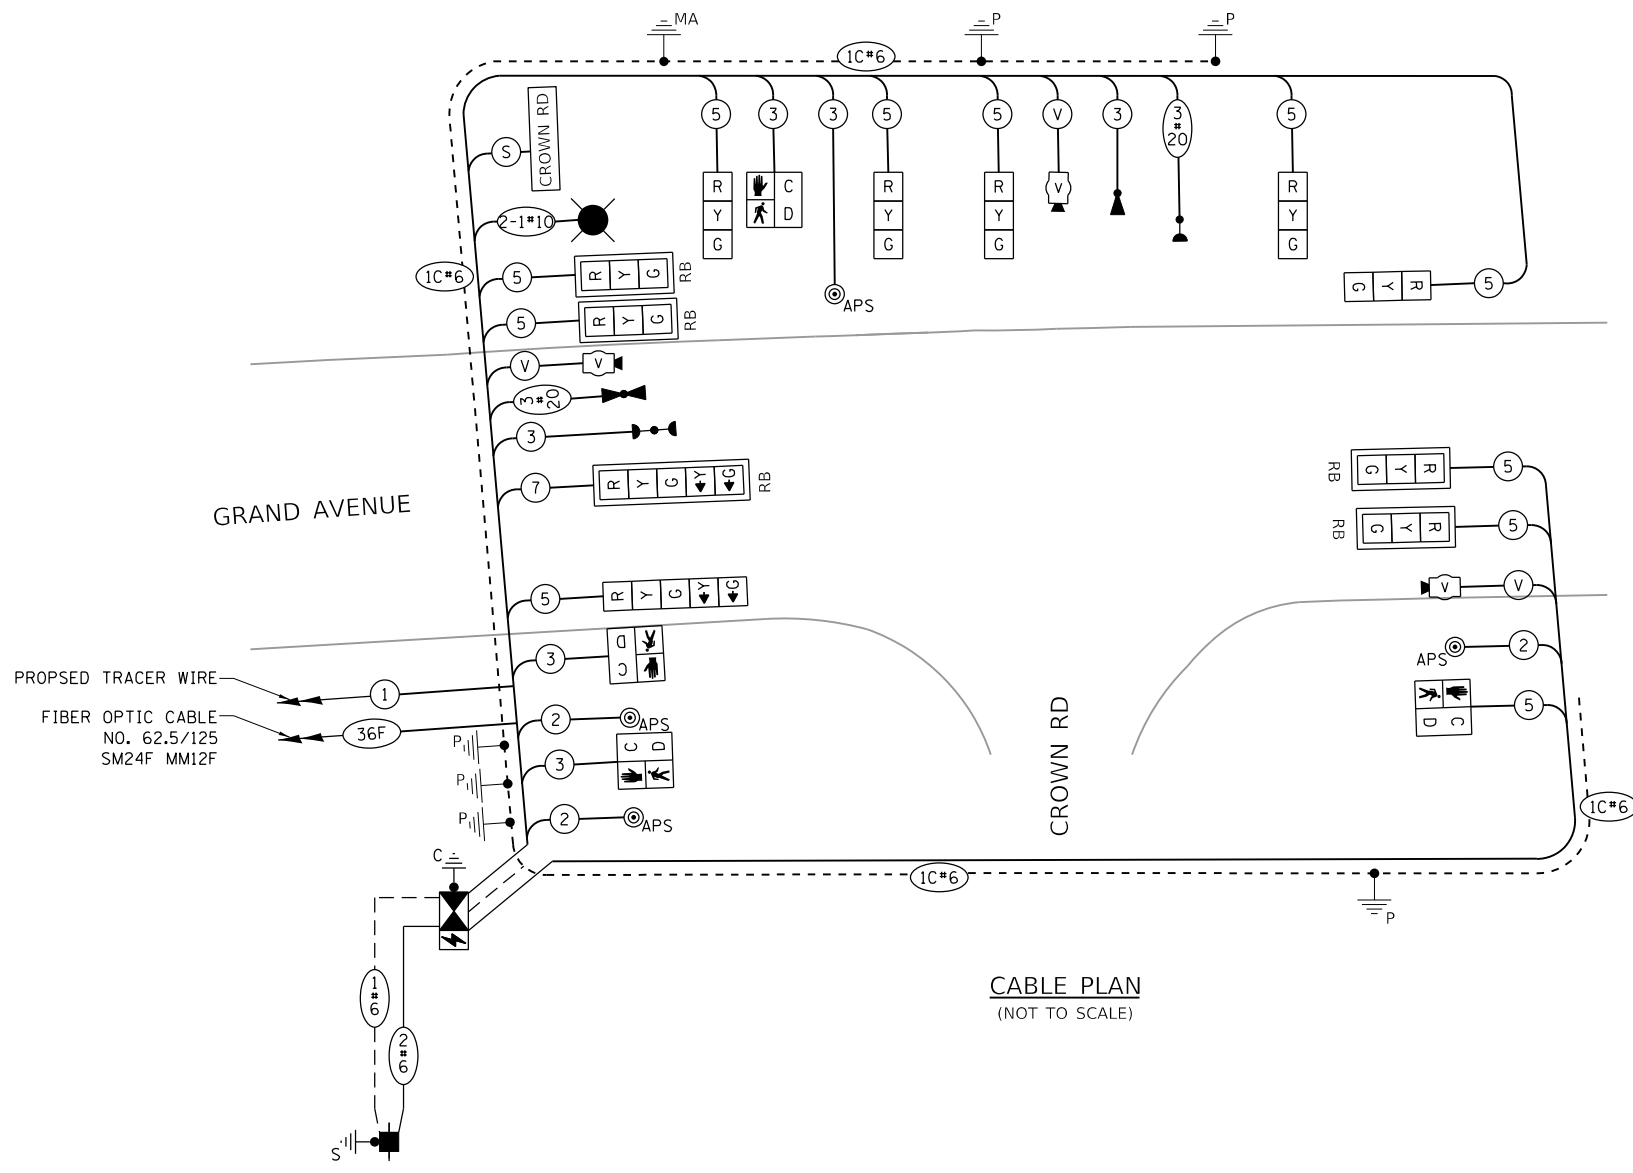 MA
P
P
1C#6
CROWN RD
S
5
3
3
5
5
V
3
3
#
20
5
R
Y
G
C
D
R
Y
G
R
Y
G
V
R
Y
G
2-1#10
1C#6
5
R Y G
RB
5
R Y G
RB
APS
R Y G
5
V
V
3
#
20
3
7
R Y G Y G
RB
GRAND AVENUE
RB
R Y G
5
RB
R Y G
5
V
V
5
R Y G Y G
3
C D
APS
2
PROPSED TRACER WIRE
1
FIBER OPTIC CABLE
NO. 62.5/125
SM24F MM12F
36F
2
APS
C D
5
P
3
C D
P
CROWN RD
P
2
APS
1C#6
C
1C#6
P
1
#
6
2
#
6
S
CABLE PLAN
(NOT TO SCALE)